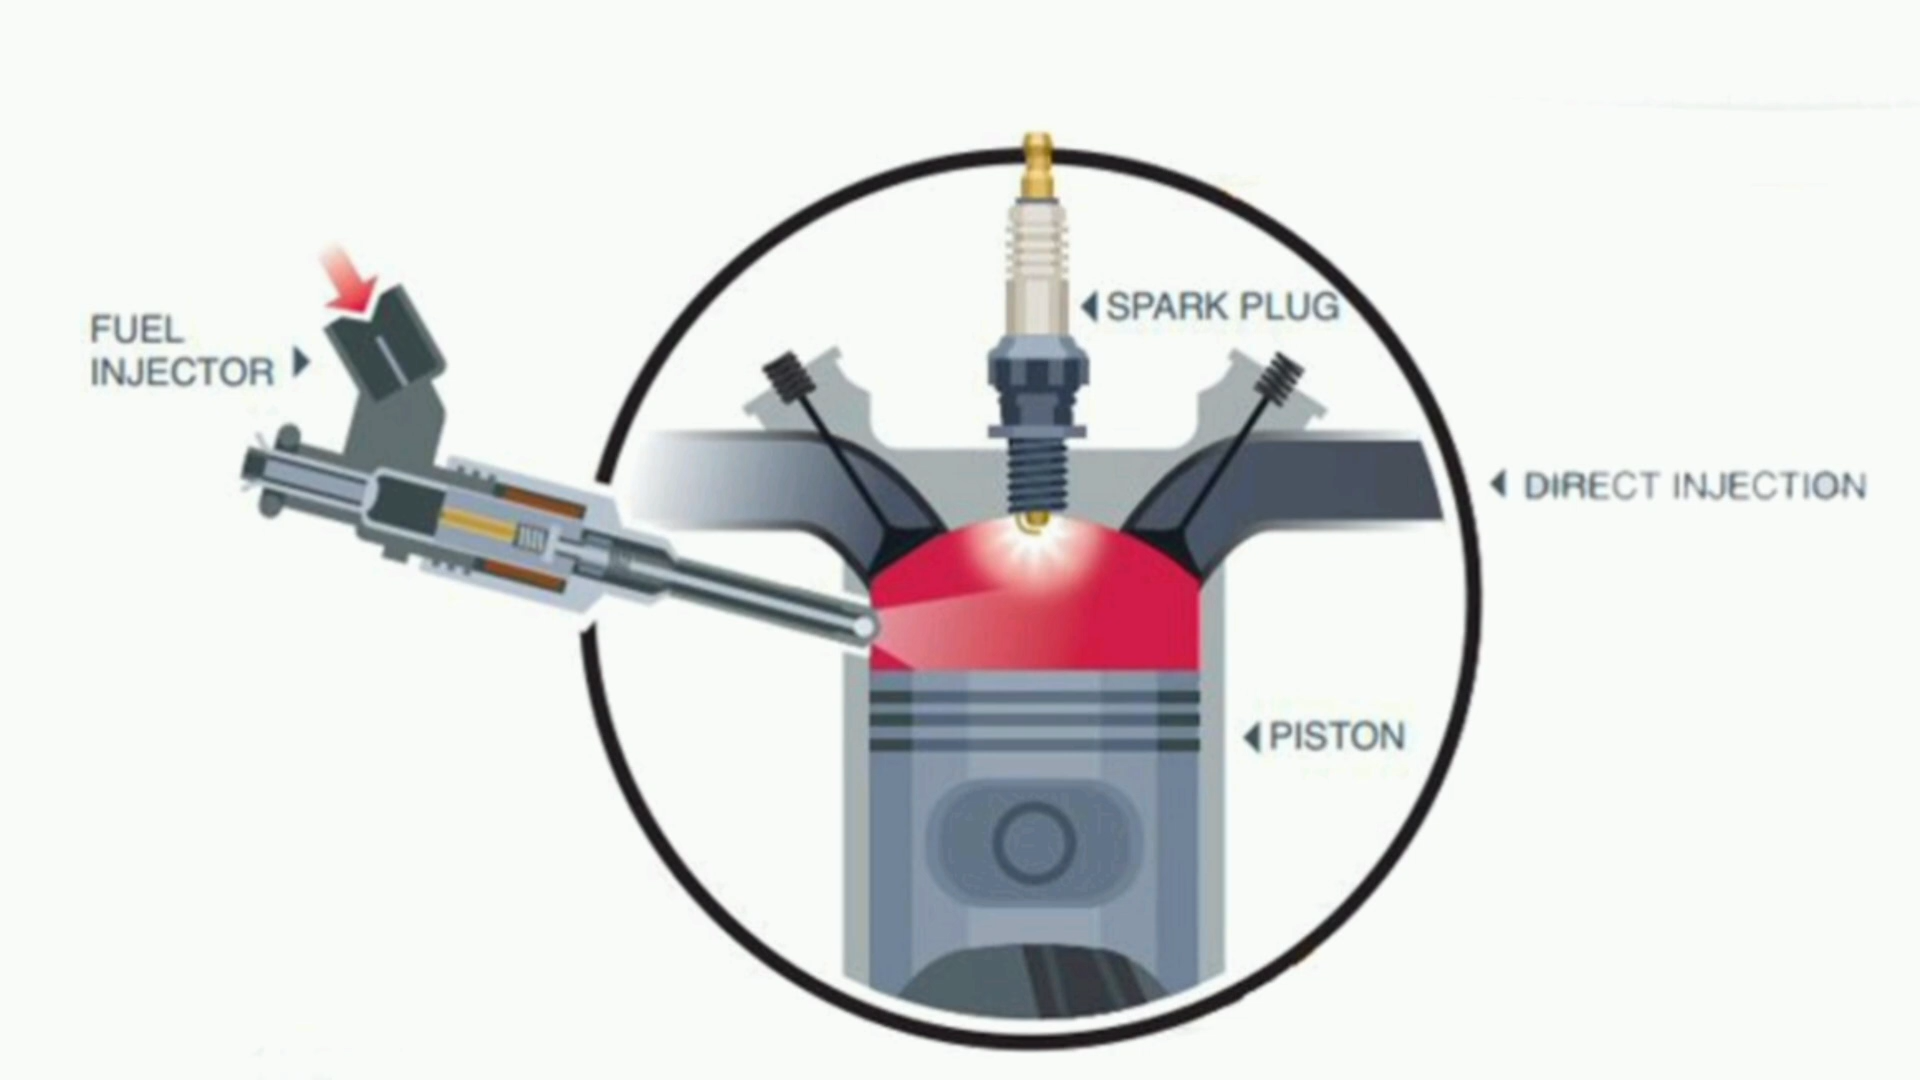 SPARK PLUG
FUEL
INJECTOR
DIRECT INJECTION
PISTON